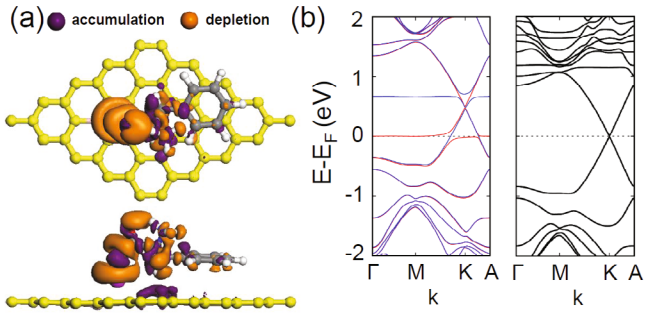 (a) accumulation depletion (b)
E-E_F (eV)
2
1
0
-1
-2
Γ M K A
k
Γ M K A
k